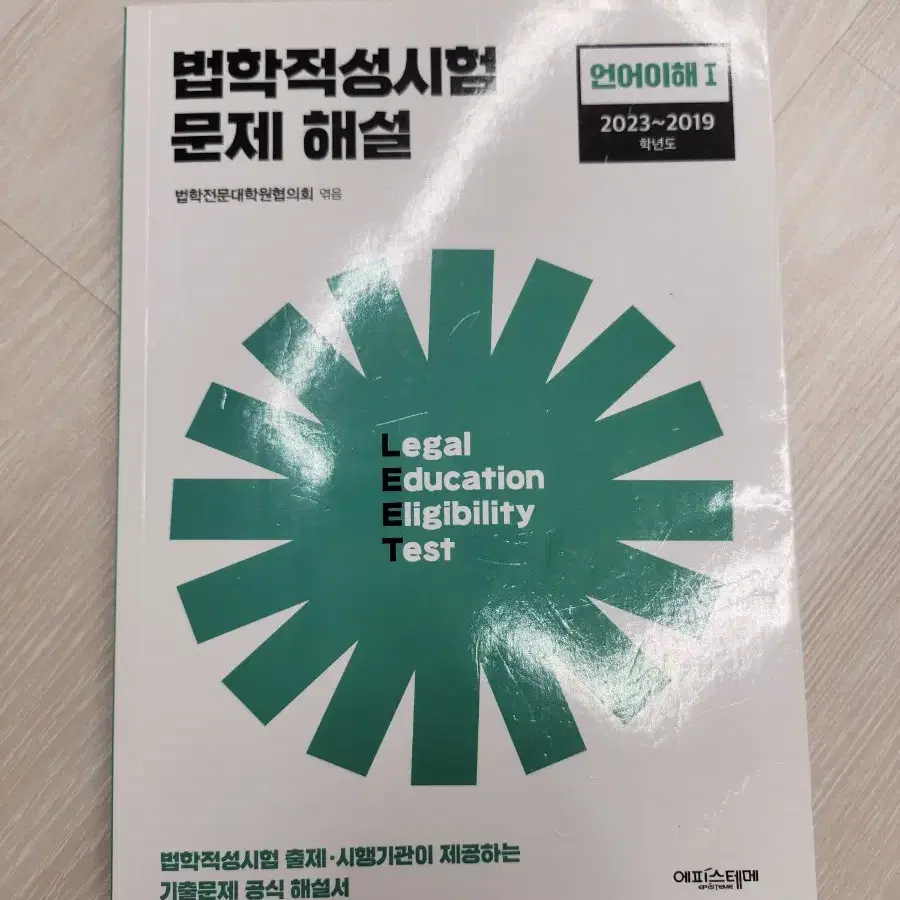 법학적성시험
문제 해설
법학전문대학원협의회 엮음
언어이해 I
2023~2019
학년도
Legal
Education
Eligibility
Test
법학적성시험 출제·시행기관이 제공하는
기출문제 공식 해설서
에피스테메
EPISTEME